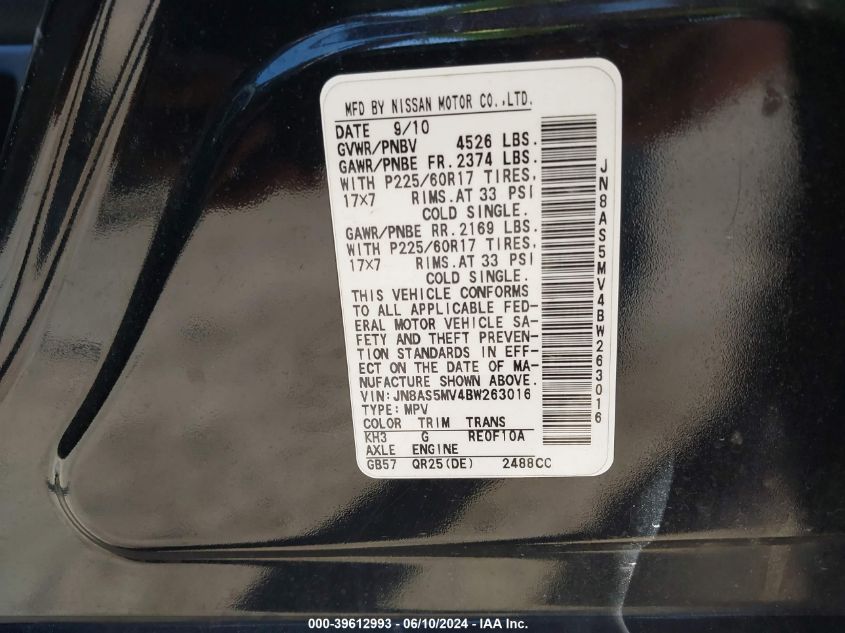 MFD BY NISSAN MOTOR CO.,LTD.
DATE 9/10
GVWR/PNBV 4526 LBS.
GAWR/PNBE FR. 2374 LBS.
WITH P225/60R17 TIRES,
17×7 RIMS. AT 33 PSI
COLD SINGLE.
GAWR/PNBE RR. 2169 LBS.
WITH P225/60R17 TIRES,
17×7 RIMS. AT 33 PSI
COLD SINGLE.
THIS VEHICLE CONFORMS
TO ALL APPLICABLE FED-
ERAL MOTOR VEHICLE SA-
FETY AND THEFT PREVEN-
TION STANDARDS IN EFF-
ECT ON THE DATE OF MA-
NUFACTURE SHOWN ABOVE.
VIN: JN8AS5MV4BW263016
TYPE: MPV
COLOR TRIM TRANS
KH3 G RE0F10A
AXLE ENGINE
GB57 QR25(DE) 2488CC
JN8AS5MV4BW263016
000-39612993 - 06/10/2024 - IAA Inc.